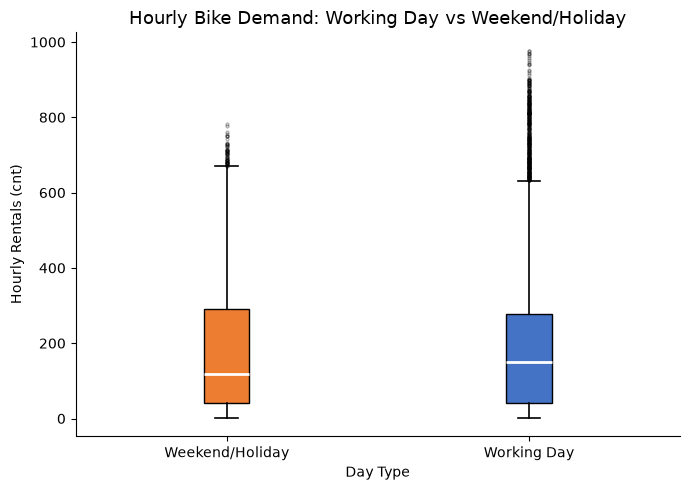 Hourly Bike Demand: Working Day vs Weekend/Holiday
1000
800
600
400
200
0
Hourly Rentals (cnt)
Weekend/Holiday
Working Day
Day Type